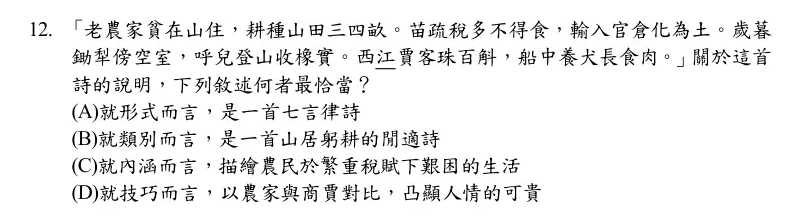 12. 「老農家貧在山住，耕種山田三四畝。苗疏稅多不得食，輸入官倉化為土。歲暮
鋤犁傍空室，呼兒登山收橡實。西江賈客珠百斛，船中養犬長食肉。」關於這首
詩的說明，下列敘述何者最恰當？
(A)就形式而言，是一首七言律詩
(B)就類別而言，是一首山居躬耕的閒適詩
(C)就內涵而言，描繪農民於繁重稅賦下艱困的生活
(D)就技巧而言，以農家與商賈對比，凸顯人情的可貴